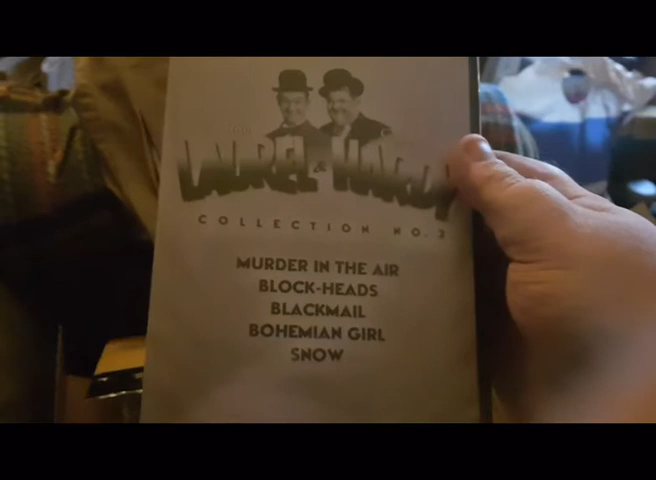 LAUREL & HARDY
COLLECTION NO. 3
MURDER IN THE AIR
BLOCK-HEADS
BLACKMAIL
BOHEMIAN GIRL
SNOW